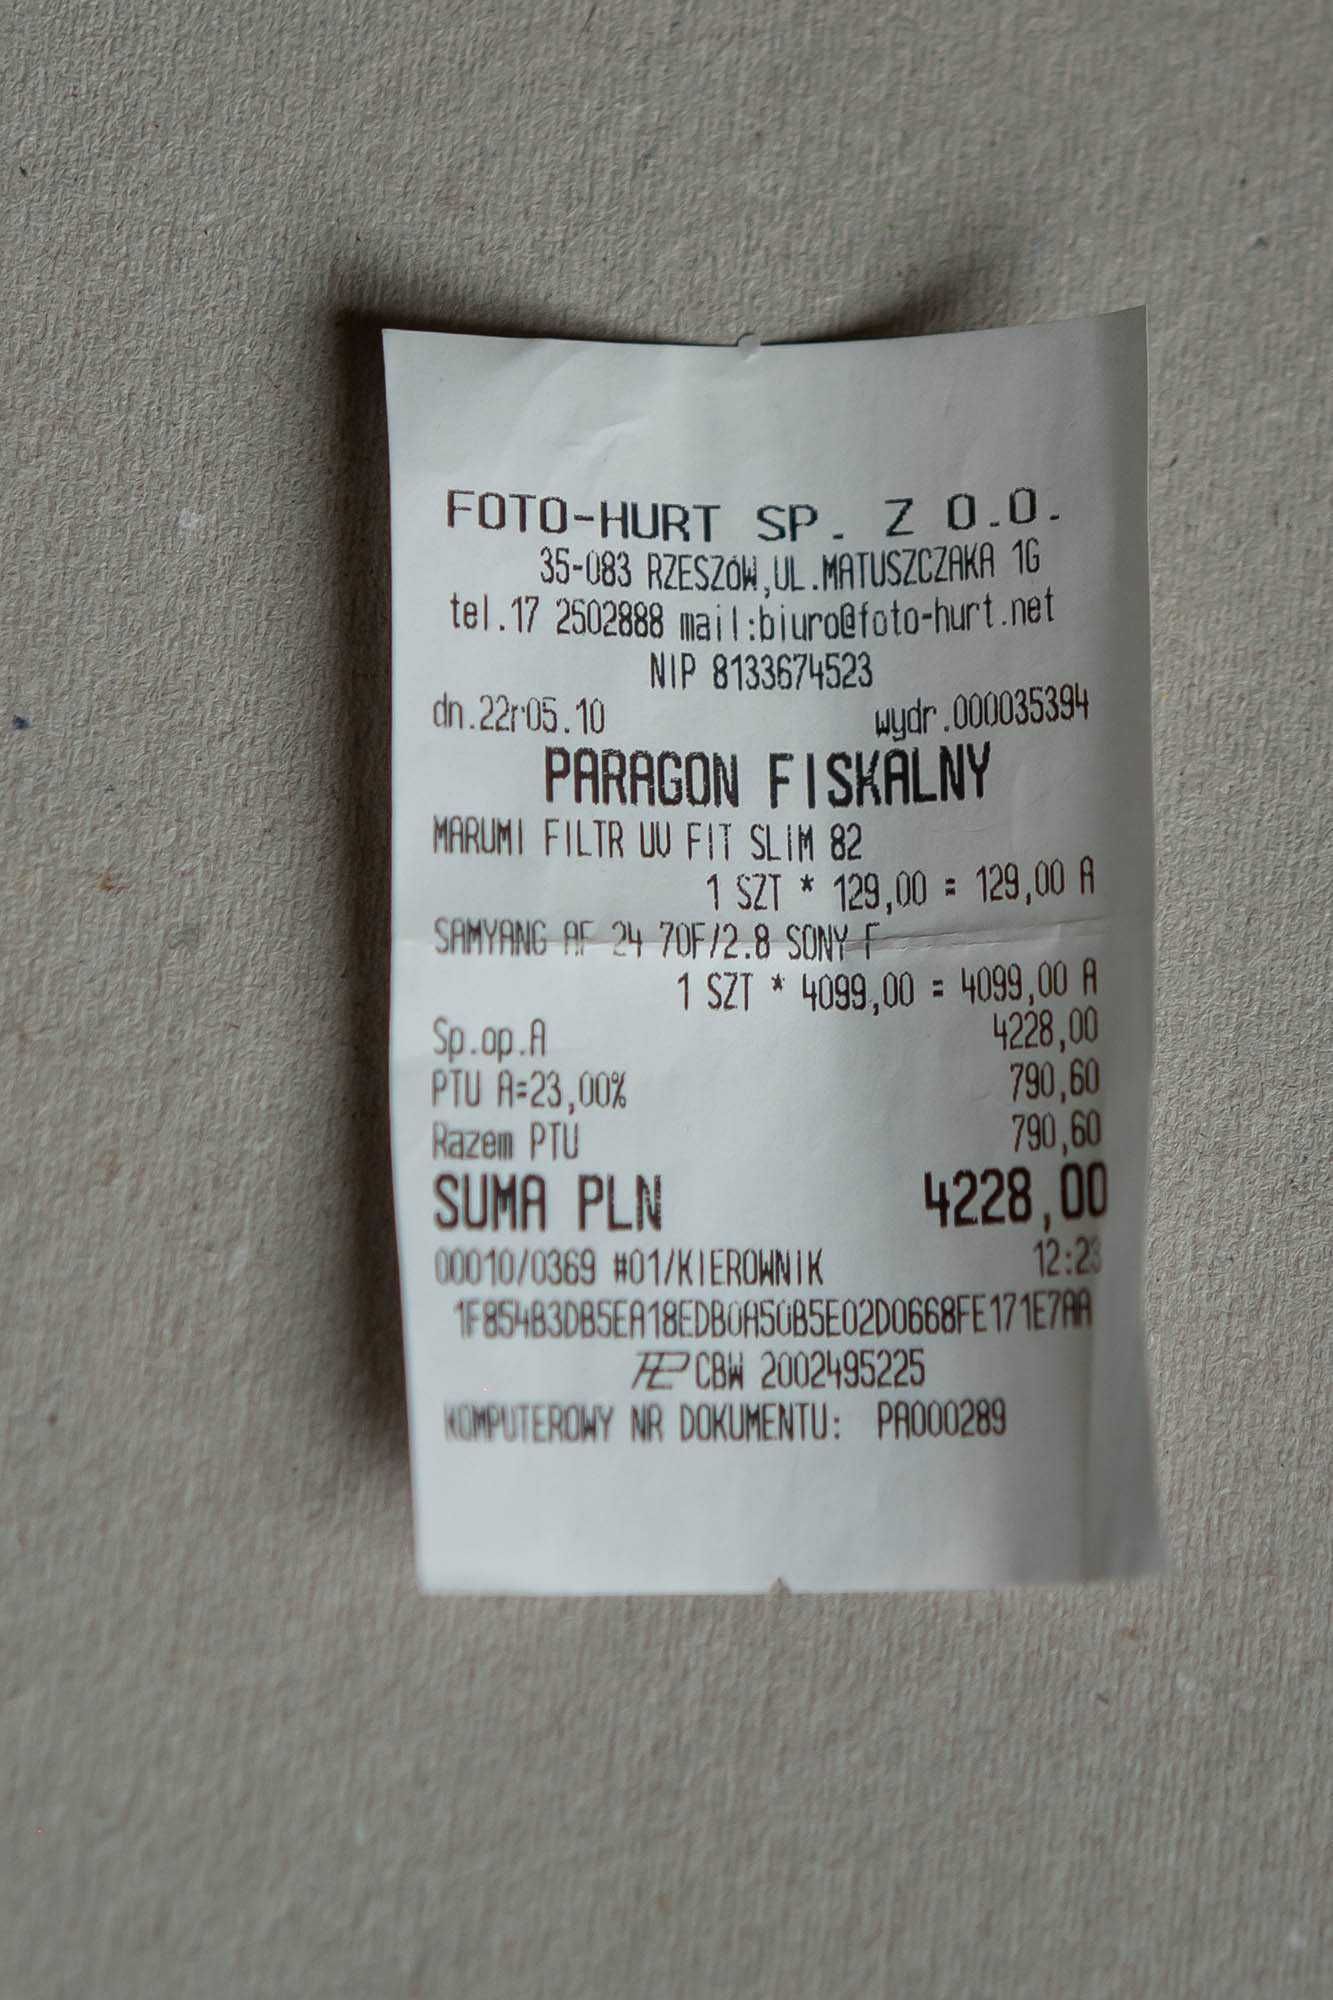 FOTO-HURT SP. Z O.O.
35-083 RZESZÓW,UL.MATUSZCZAKA 1G
tel.17 2502888 mail:biuro@foto-hurt.net
NIP 8133674523
dn.22r05.10 wydr.000035394
PARAGON FISKALNY
MARUMI FILTR UV FIT SLIM 82
1 SZT * 129,00 = 129,00 A
SAMYANG AF 24 70F/2.8 SONY F
1 SZT * 4099,00 = 4099,00 A
Sp.op.A 4228,00
PTU A=23,00% 790,60
Razem PTU 790,60
SUMA PLN 4228,00
00010/0369 #01/KIEROWNIK
1F854B3DB5EA18EDB0A50B5E02D0668FE171E7AA
CBW 2002495225
KOMPUTEROWY NR DOKUMENTU: PA000289